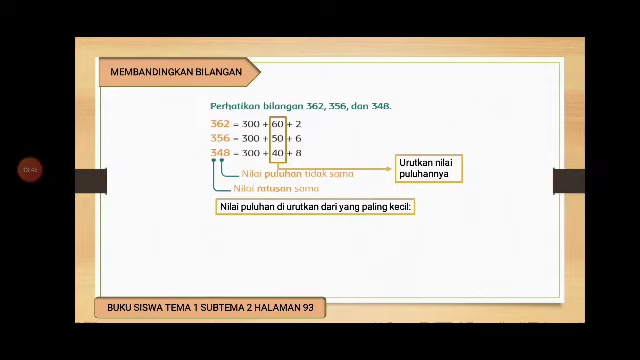 MEMBANDINGKAN BILANGAN
Perhatikan bilangan 362, 356, dan 348.
362 = 300 + 60 + 2
356 = 300 + 50 + 6
348 = 300 + 40 + 8
Nilai puluhan tidak sama
Nilai ratusan sama
Urutkan nilai
puluhannya
Nilai puluhan di urutkan dari yang paling kecil:
BUKU SISWA TEMA 1 SUBTEMA 2 HALAMAN 93